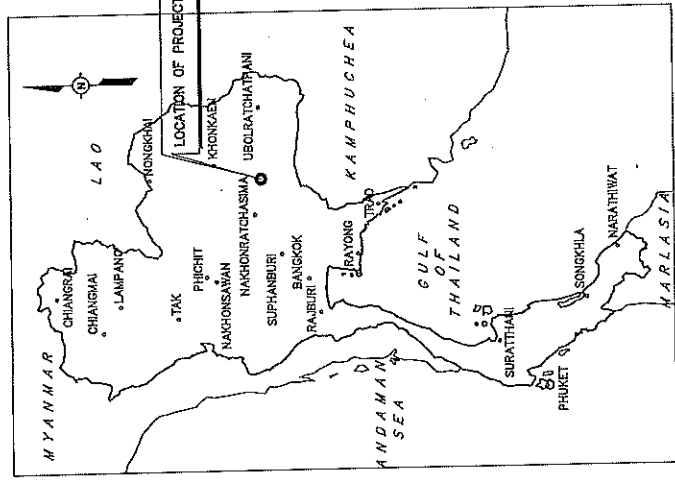 MYANMAR
CHIANGRAI
LAO
CHIANGMAI
LAMPANG
NONGKHAI
LOCATION OF PROJECT
N
TAK
PHICHIT
KHONKAEN
NAKHONSAWAN
NAKHONRATCHASIMA
UBOLRATCHATHANI
SUPHANBURI
BANGKOK
RAJBURI
RAYONG
KAMPHUCHEA
TRAD
ANDAMAN
SEA
GULF
OF
THAILAND
SURATTHANI
PHUKET
SONGKHLA
NARATHIWAT
MARLASIA